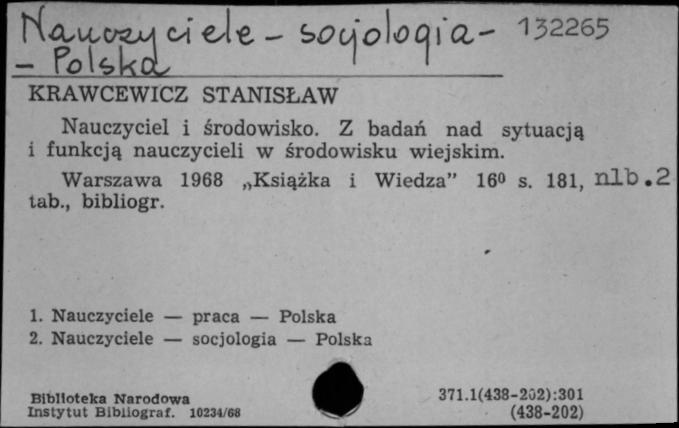 Nauczyciele - socjologia - 132265
- Polska
KRAWCEWICZ STANISŁAW
Nauczyciel i środowisko. Z badań nad sytuacją
i funkcją nauczycieli w środowisku wiejskim.
Warszawa 1968 „Książka i Wiedza” 16⁰ s. 181, nlb.2
tab., bibliogr.
1. Nauczyciele — praca — Polska
2. Nauczyciele — socjologia — Polska
Biblioteka Narodowa 371.1(438-202):301
Instytut Bibliograf. 10234/68 (438-202)